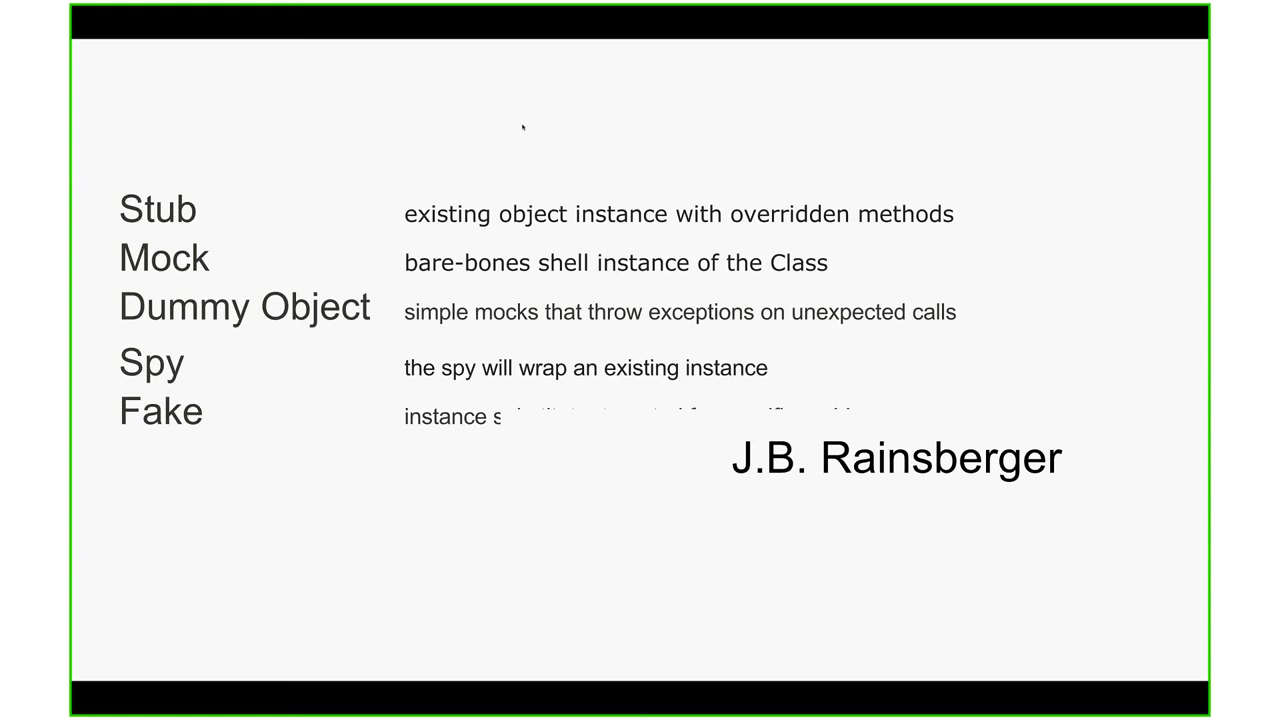 Stub existing object instance with overridden methods
Mock bare-bones shell instance of the Class
Dummy Object simple mocks that throw exceptions on unexpected calls
Spy the spy will wrap an existing instance
Fake instance
J.B. Rainsberger